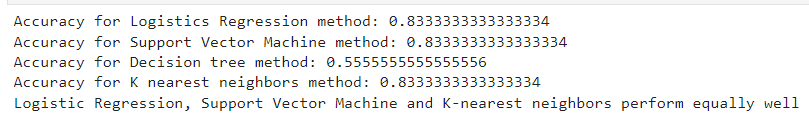 Accuracy for Logistics Regression method: 0.8333333333333334
Accuracy for Support Vector Machine method: 0.8333333333333334
Accuracy for Decision tree method: 0.5555555555555556
Accuracy for K nearest neighbors method: 0.8333333333333334
Logistic Regression, Support Vector Machine and K-nearest neighbors perform equally well